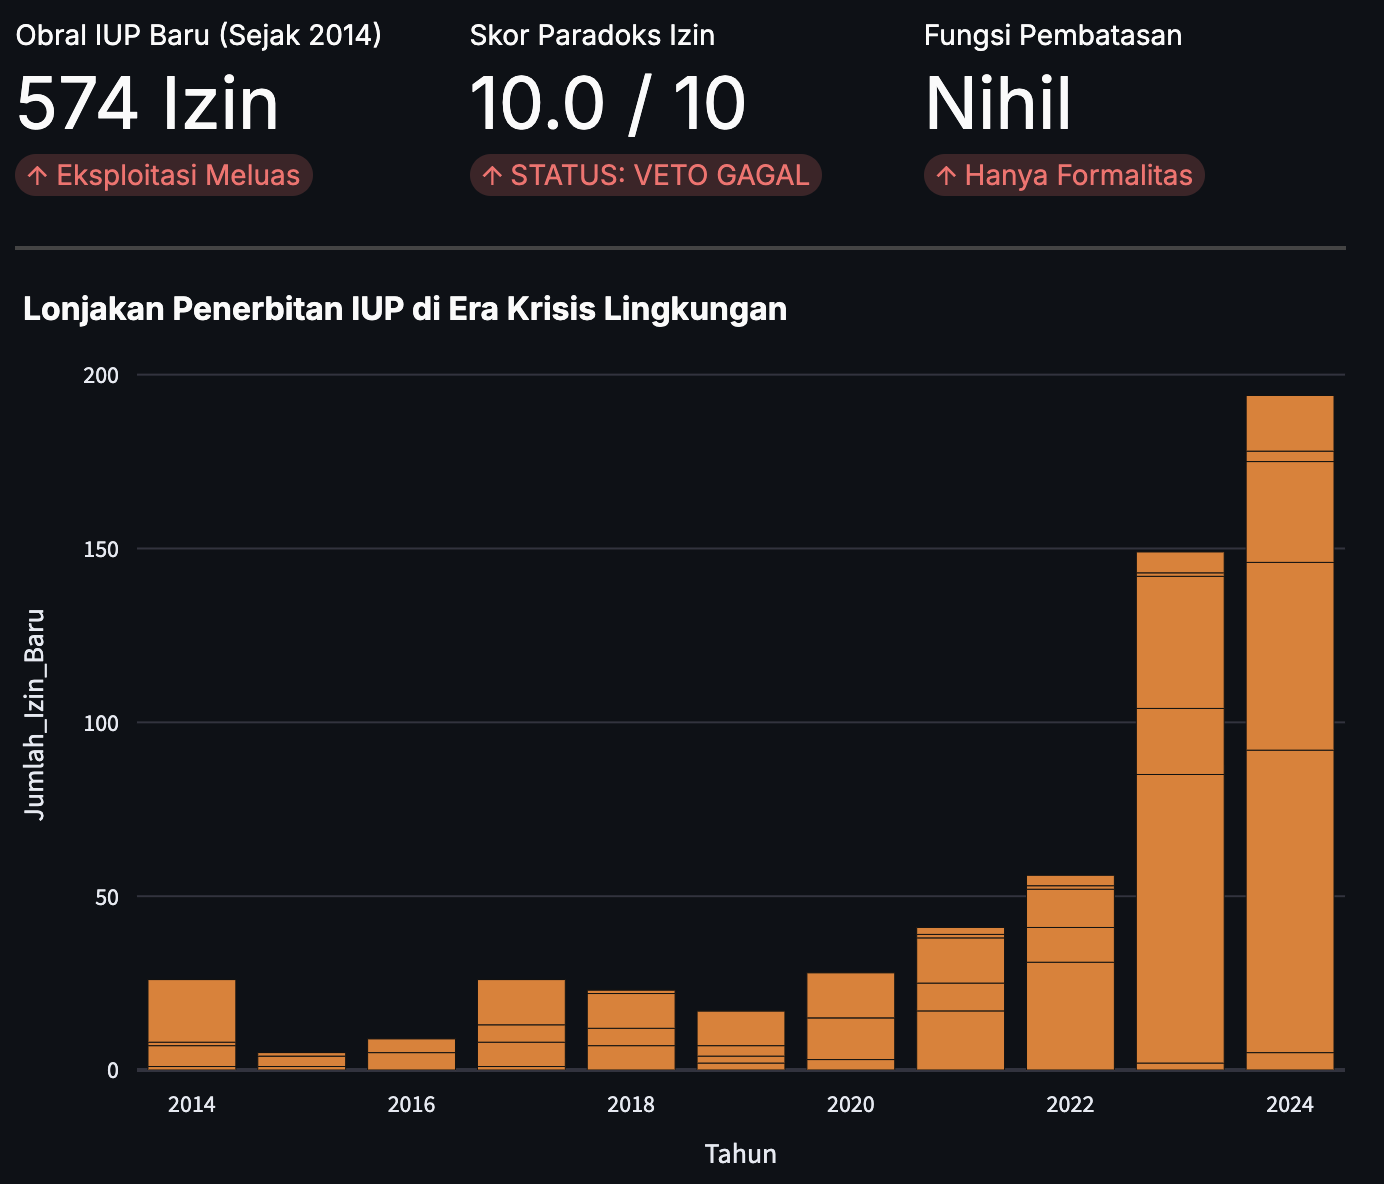 Obral IUP Baru (Sejak 2014)
574 Izin
↑ Eksploitasi Meluas
Skor Paradoks Izin
10.0 / 10
↑ STATUS: VETO GAGAL
Fungsi Pembatasan
Nihil
↑ Hanya Formalitas
Lonjakan Penerbitan IUP di Era Krisis Lingkungan
Jumlah_Izin_Baru
200
150
100
50
0
2014
2016
2018
2020
2022
2024
Tahun